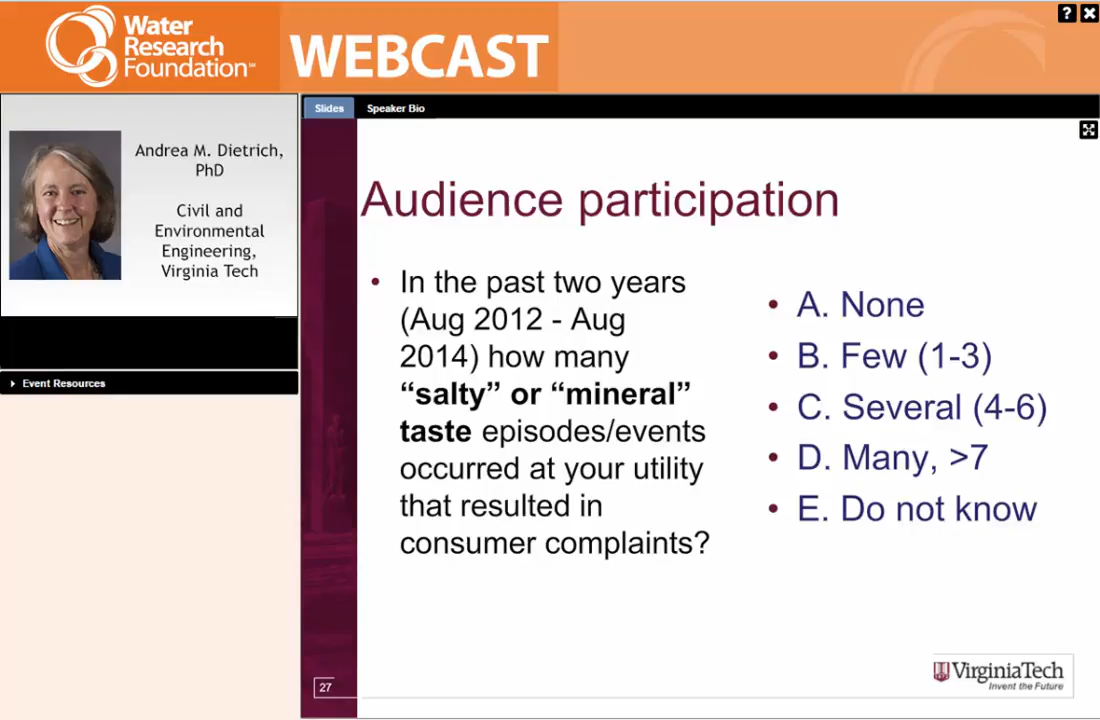 Water
Research
Foundation™
WEBCAST
? ×
Slides
Speaker Bio
Andrea M. Dietrich,
PhD
Civil and
Environmental
Engineering,
Virginia Tech
Event Resources
Audience participation
• In the past two years
(Aug 2012 - Aug
2014) how many
“salty” or “mineral”
taste episodes/events
occurred at your utility
that resulted in
consumer complaints?
• A. None
• B. Few (1-3)
• C. Several (4-6)
• D. Many, >7
• E. Do not know
27
VirginiaTech
Invent the Future